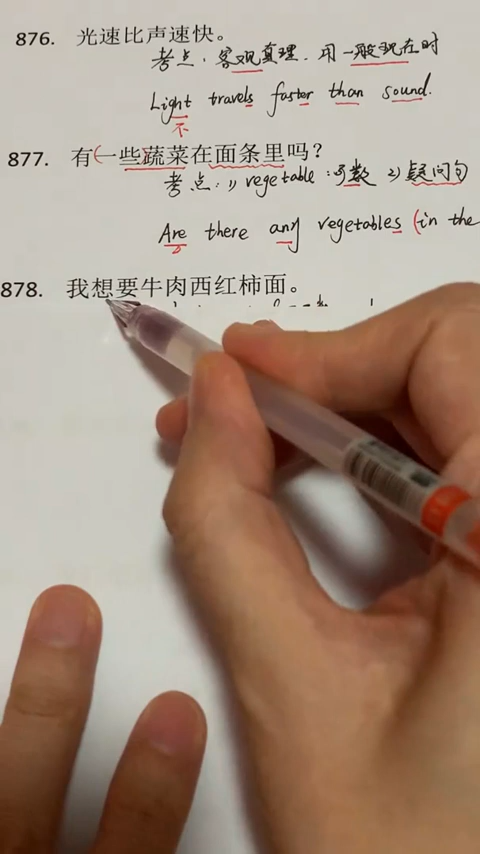 876. 光速比声速快。
考点：客观真理. 用一般现在时
Light travels faster than sound.
不
877. 有(一些)蔬菜在面条里吗？
考点：1) vegetable：可数 2) 疑问句
Are there any vegetables (in the
878. 我想要牛肉西红柿面。